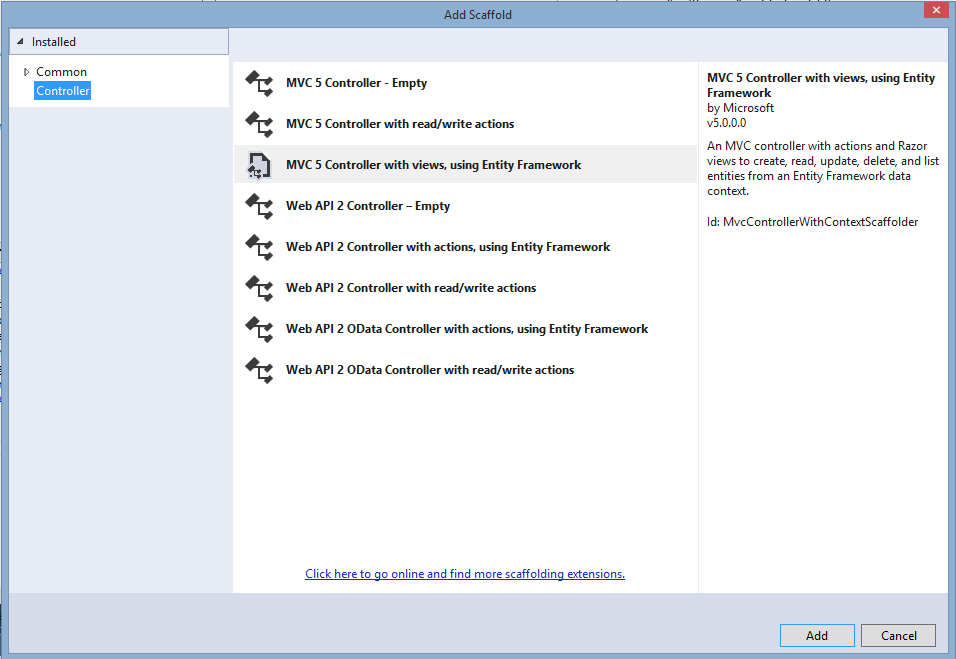 Add Scaffold
Installed
Common
Controller
MVC 5 Controller - Empty
MVC 5 Controller with read/write actions
MVC 5 Controller with views, using Entity Framework
Web API 2 Controller – Empty
Web API 2 Controller with actions, using Entity Framework
Web API 2 Controller with read/write actions
Web API 2 OData Controller with actions, using Entity Framework
Web API 2 OData Controller with read/write actions
Click here to go online and find more scaffolding extensions.
MVC 5 Controller with views, using Entity
Framework
by Microsoft
v5.0.0.0
An MVC controller with actions and Razor
views to create, read, update, delete, and list
entities from an Entity Framework data
context.
Id: MvcControllerWithContextScaffolder
Add
Cancel